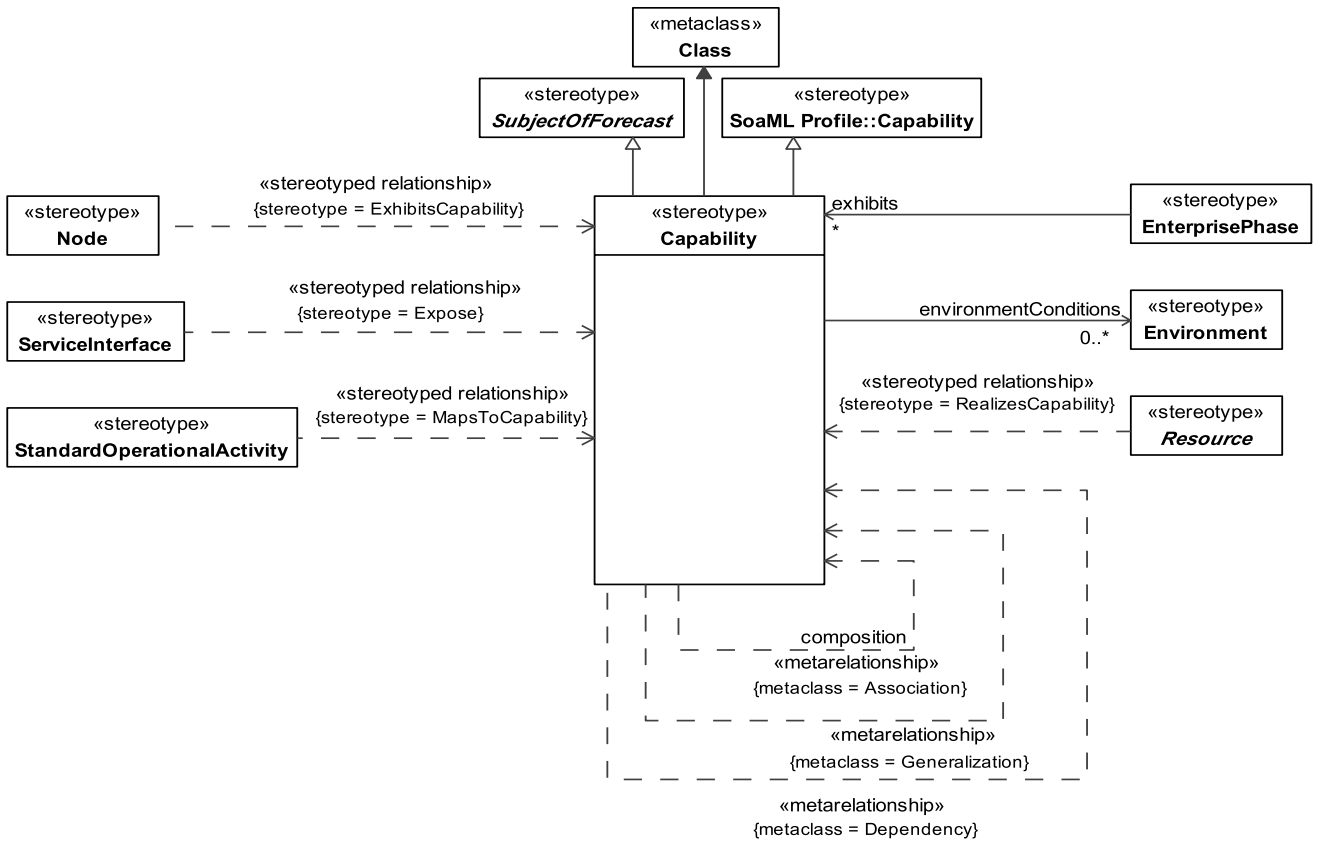 «metaclass»
Class
«stereotype»
SubjectOfForecast
«stereotype»
SoaML Profile::Capability
«stereotyped relationship»
{stereotype = ExhibitsCapability}
«stereotype»
Node
«stereotype»
Capability
exhibits
*
«stereotype»
EnterprisePhase
«stereotyped relationship»
{stereotype = Expose}
«stereotype»
ServiceInterface
environmentConditions
0..*
«stereotype»
Environment
«stereotyped relationship»
{stereotype = MapsToCapability}
«stereotype»
StandardOperationalActivity
«stereotyped relationship»
{stereotype = RealizesCapability}
«stereotype»
Resource
composition
«metarelationship»
{metaclass = Association}
«metarelationship»
{metaclass = Generalization}
«metarelationship»
{metaclass = Dependency}